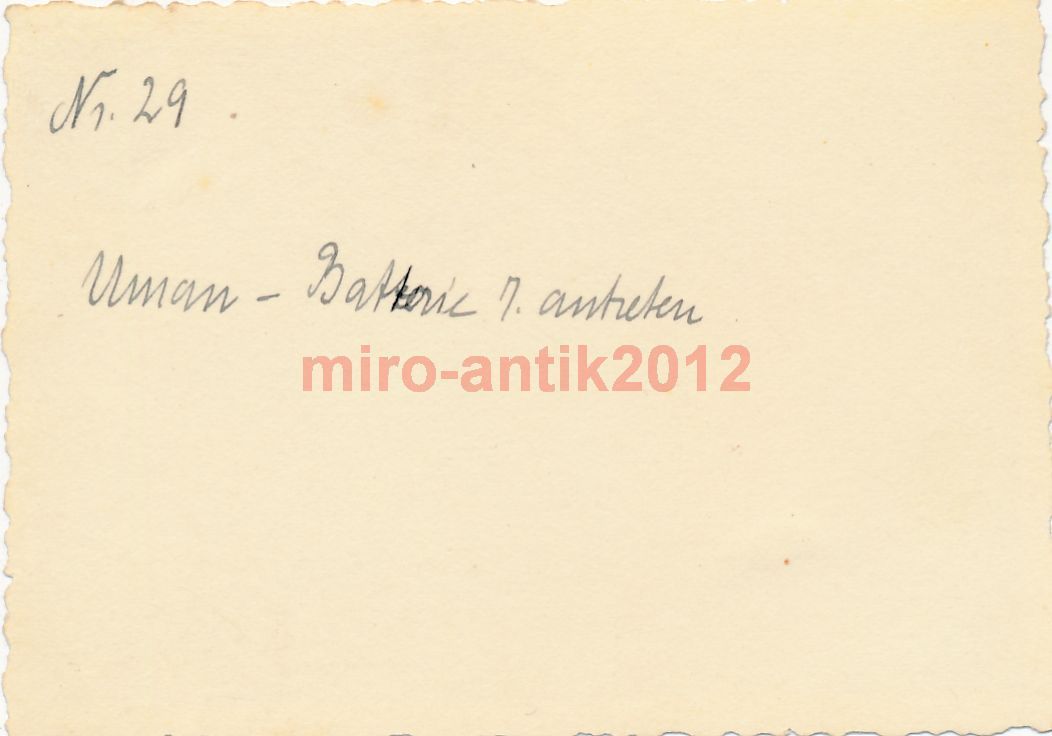 Nr. 29
Uman - Batterie 7. antreten
miro-antik2012